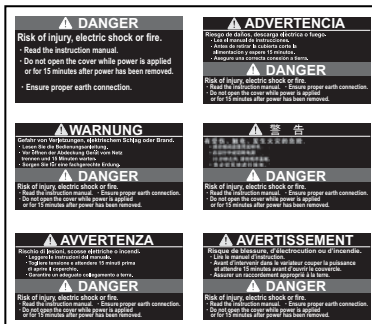 DANGER
Risk of injury, electric shock or fire.
· Read the instruction manual.
· Do not open the cover while power is applied
or for 15 minutes after power has been removed.
· Ensure proper earth connection.
ADVERTENCIA
Riesgo de daños, descarga eléctrica o fuego.
· Lea el manual de instrucciones.
· Antes de retirar la cubierta corte la
alimentación y espere 15 minutos.
· Asegure una correcta conexión a tierra.
DANGER
Risk of injury, electric shock or fire.
· Read the instruction manual. · Ensure proper earth connection.
· Do not open the cover while power is applied
or for 15 minutes after power has been removed.
WARNUNG
Gefahr von Verletzungen, elektrischem Schlag oder Brand.
· Lesen Sie die Bedienungsanleitung.
· Vor Öffnen der Abdeckung Gerät vom Netz
trennen und 15 Minuten warten.
· Sorgen Sie für eine fachgerechte Erdung.
DANGER
Risk of injury, electric shock or fire.
· Read the instruction manual. · Ensure proper earth connection.
· Do not open the cover while power is applied
or for 15 minutes after power has been removed.
警 告
DANGER
Risk of injury, electric shock or fire.
· Read the instruction manual. · Ensure proper earth connection.
· Do not open the cover while power is applied
or for 15 minutes after power has been removed.
AVVERTENZA
Rischio di lesioni, scosse elettriche o incendi.
· Leggere le istruzioni del manuale.
· Togliere tensione e attendere 15 minuti prima
di aprire il coperchio.
· Garantire un adeguato collegamento a terra.
DANGER
Risk of injury, electric shock or fire.
· Read the instruction manual. · Ensure proper earth connection.
· Do not open the cover while power is applied
or for 15 minutes after power has been removed.
AVERTISSEMENT
Risque de blessure, d'électrocution ou d'incendie.
· Lire le manuel d'instruction.
· Avant d'intervenir dans le variateur couper la puissance
et attendre 15 minutes avant d'ouvrir le couvercle.
· Assurer un raccordement approprié à la terre.
DANGER
Risk of injury, electric shock or fire.
· Read the instruction manual. · Ensure proper earth connection.
· Do not open the cover while power is applied
or for 15 minutes after power has been removed.